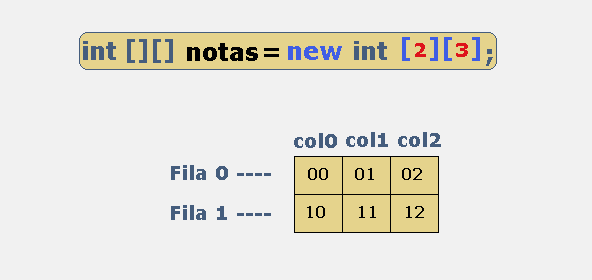 int [][] notas = new int [2][3];
col0 col1 col2
Fila 0 ---- 00 01 02
Fila 1 ---- 10 11 12